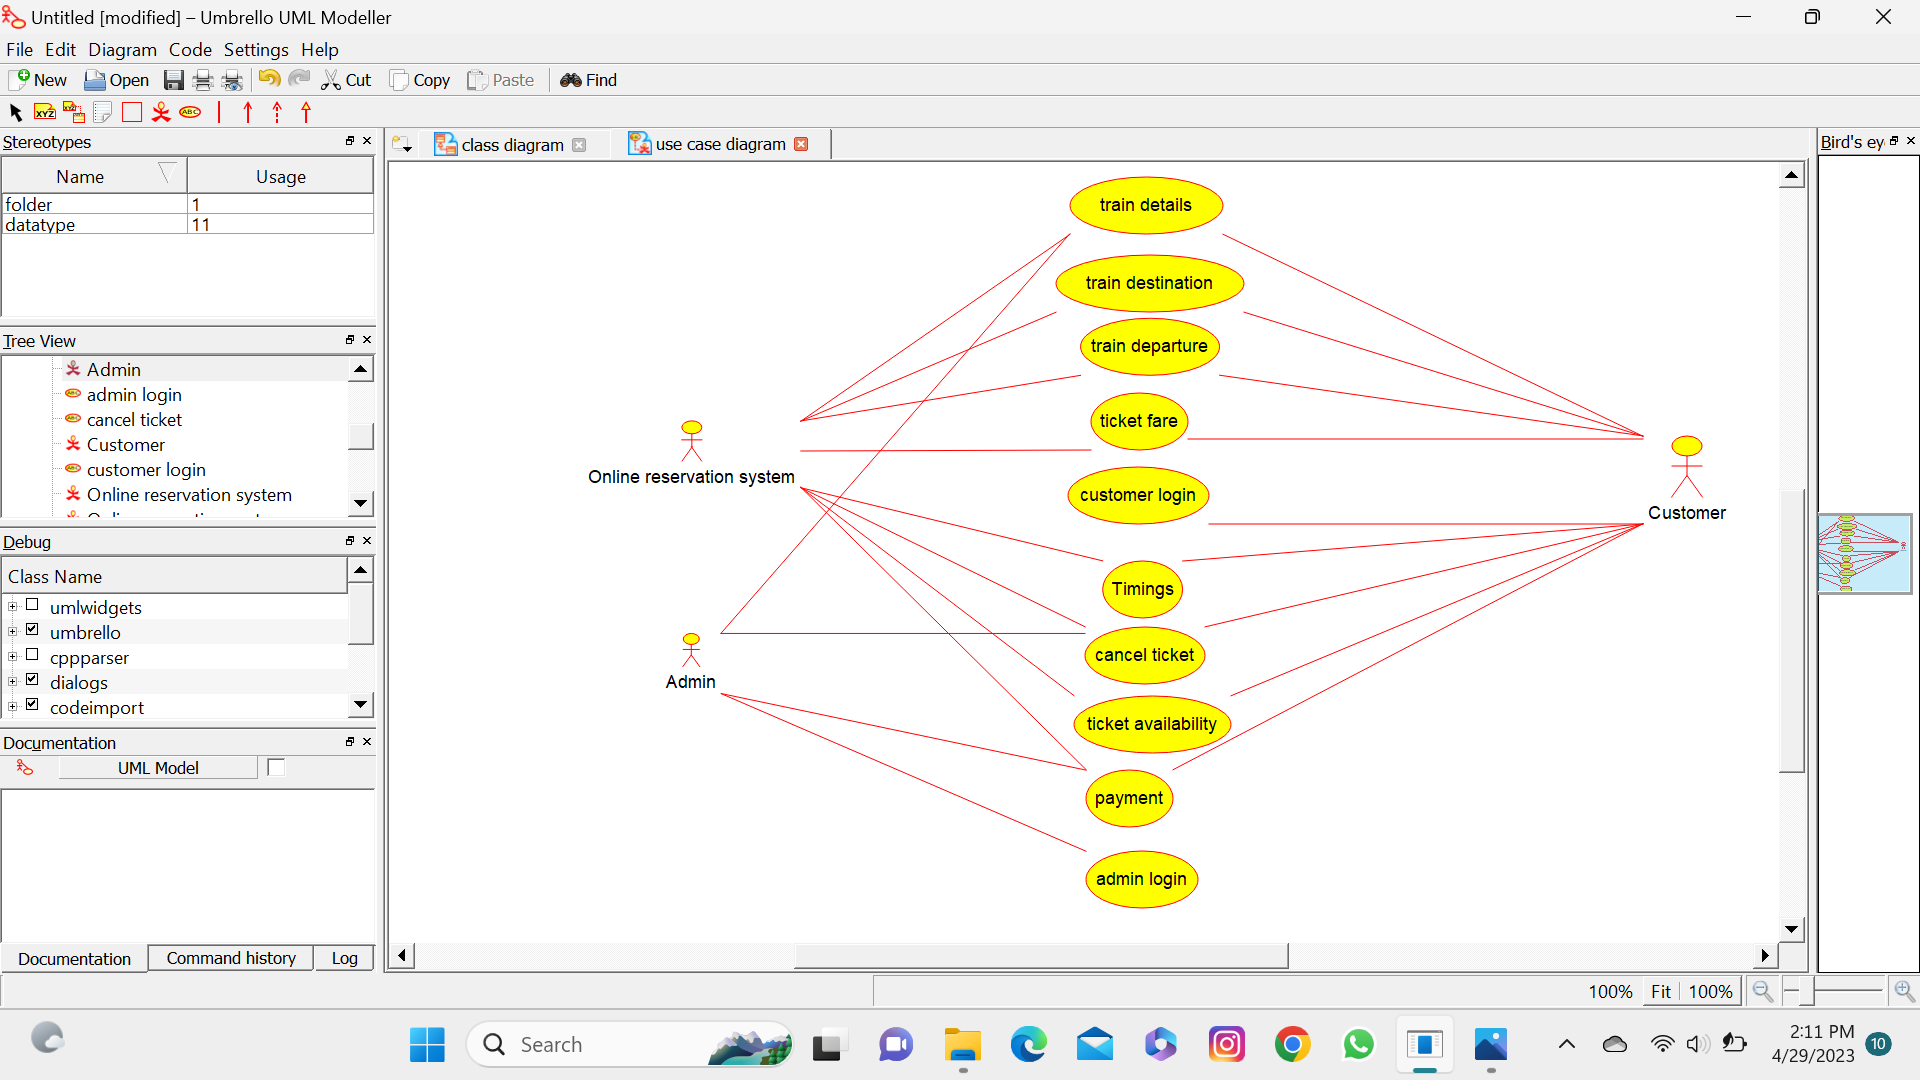 Untitled [modified] – Umbrello UML Modeller
File Edit Diagram Code Settings Help
New Open Cut Copy Paste Find
XYZ XYZ ABC
Stereotypes
Name Usage
folder 1
datatype 11
Tree View
Admin
admin login
cancel ticket
Customer
customer login
Online reservation system
Debug
Class Name
umlwidgets
umbrello
cppparser
dialogs
codeimport
Documentation
UML Model
Documentation Command history Log
class diagram use case diagram
train details
train destination
train departure
ticket fare
Online reservation system
customer login
Customer
Timings
cancel ticket
Admin
ticket availability
payment
admin login
Bird's ey
100% Fit 100%
Search
2:11 PM
4/29/2023
10